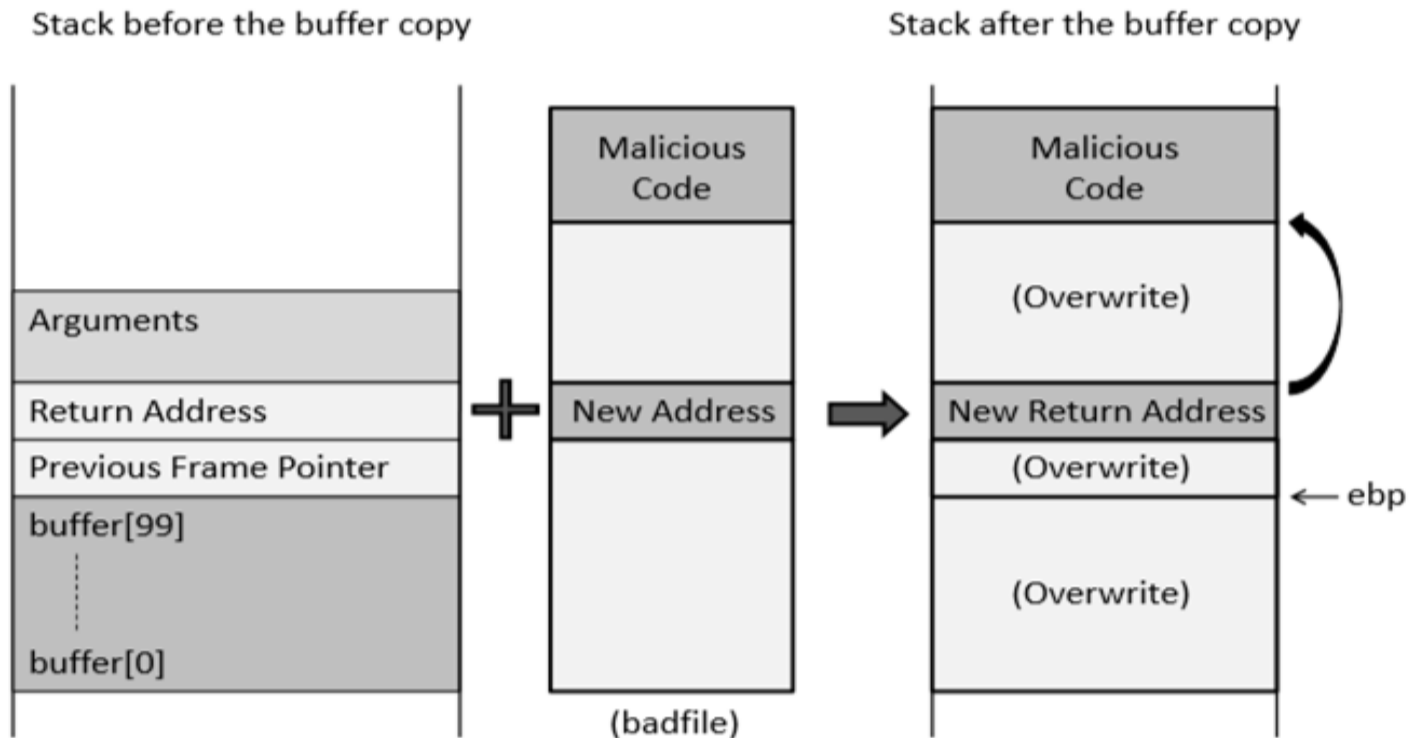 Stack before the buffer copy
Stack after the buffer copy
Arguments
Return Address
Previous Frame Pointer
buffer[99]
buffer[0]
Malicious
Code
New Address
(badfile)
Malicious
Code
(Overwrite)
New Return Address
(Overwrite)
ebp
(Overwrite)